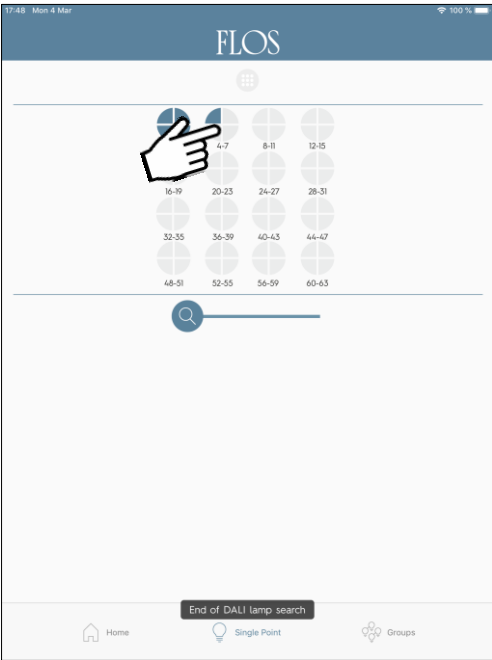 17:48 Mon 4 Mar 100 %
FLOS
4-7 8-11 12-15
16-19 20-23 24-27 28-31
32-35 36-39 40-43 44-47
48-51 52-55 56-59 60-63
End of DALI lamp search
Home Single Point Groups